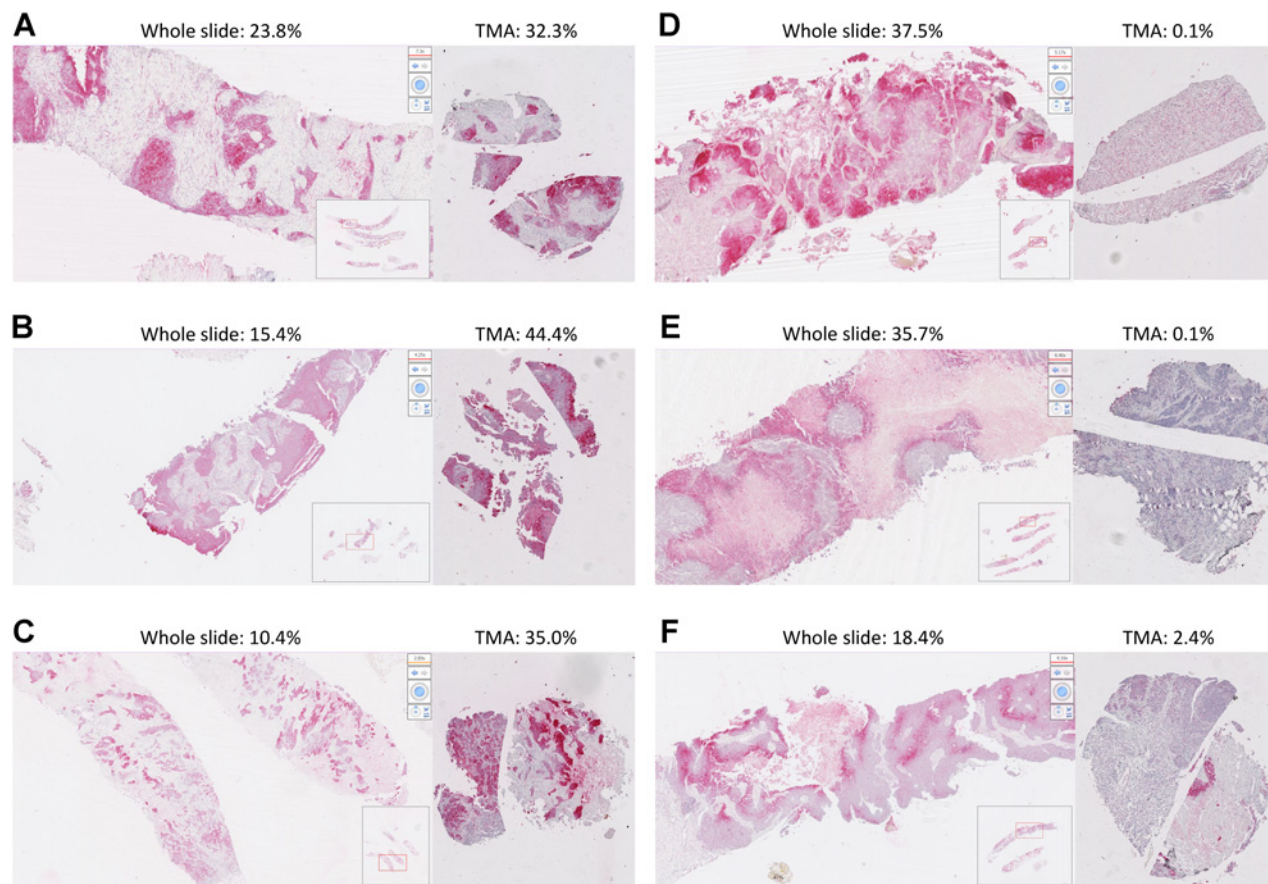 A
Whole slide: 23.8%
TMA: 32.3%
D
Whole slide: 37.5%
TMA: 0.1%
B
Whole slide: 15.4%
TMA: 44.4%
E
Whole slide: 35.7%
TMA: 0.1%
C
Whole slide: 10.4%
TMA: 35.0%
F
Whole slide: 18.4%
TMA: 2.4%